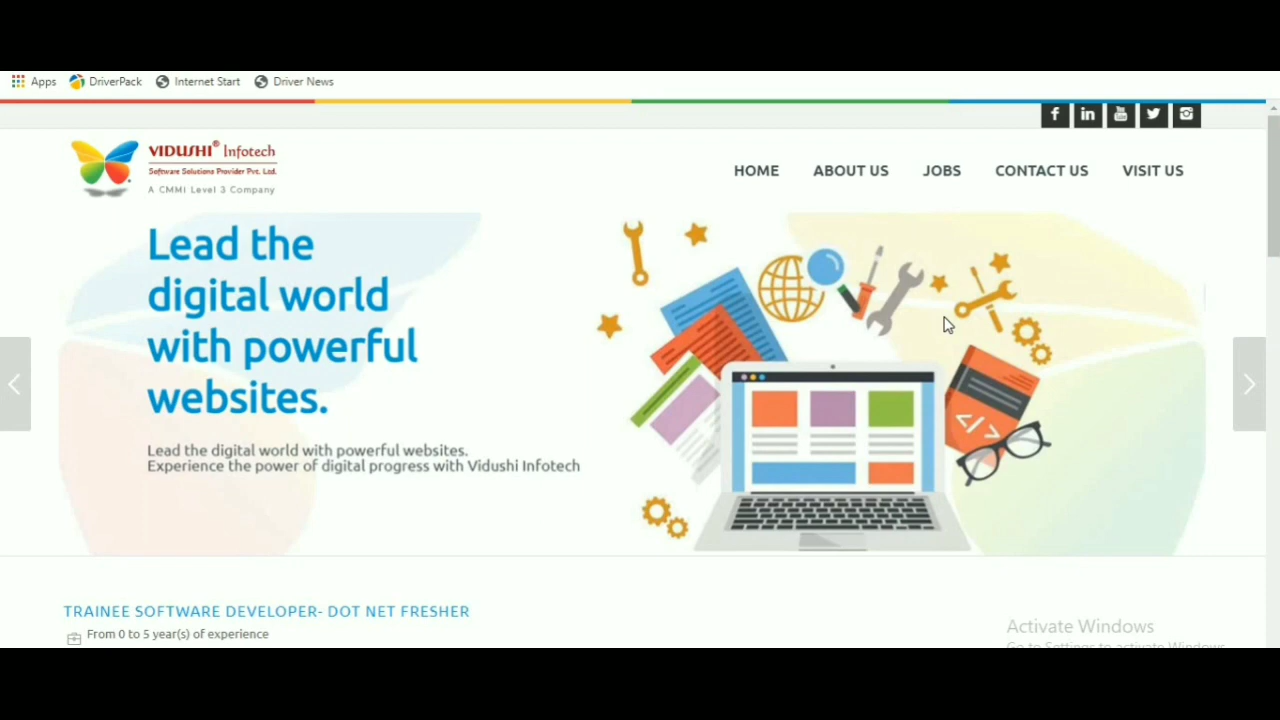 Apps DriverPack Internet Start Driver News
VIDUSHI® Infotech
Software Solutions Provider Pvt. Ltd.
A CMMI Level 3 Company
HOME ABOUT US JOBS CONTACT US VISIT US
Lead the
digital world
with powerful
websites.
Lead the digital world with powerful websites.
Experience the power of digital progress with Vidushi Infotech
TRAINEE SOFTWARE DEVELOPER- DOT NET FRESHER
From 0 to 5 year(s) of experience
Activate Windows
Go to Settings to activate Windows.